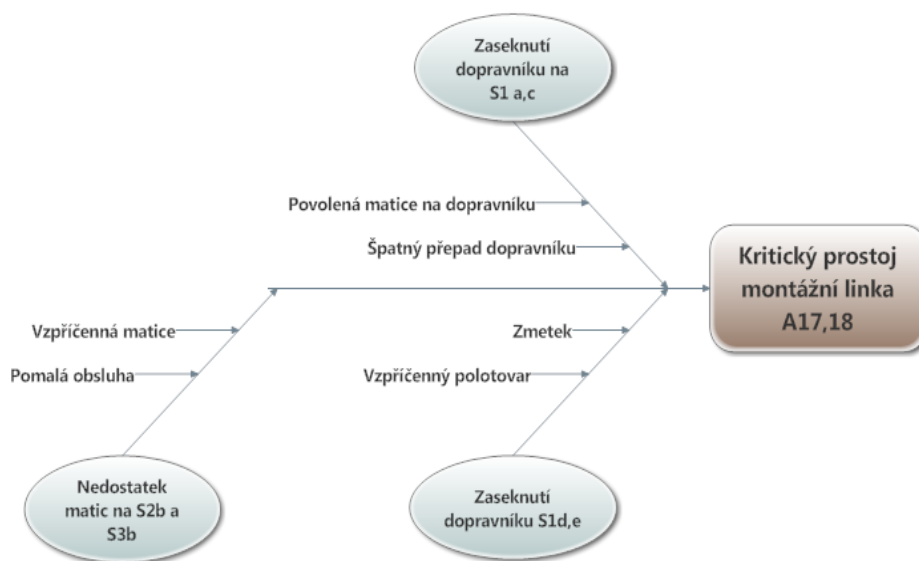 Zaseknutí
dopravníku na
S1 a,c
Povolená matice na dopravníku
Špatný přepad dopravníku
Kritický prostoj
montážní linka
A17,18
Vzpříčenná matice
Pomalá obsluha
Zmetek
Vzpříčenný polotovar
Nedostatek
matic na S2b a
S3b
Zaseknutí
dopravníku S1d,e